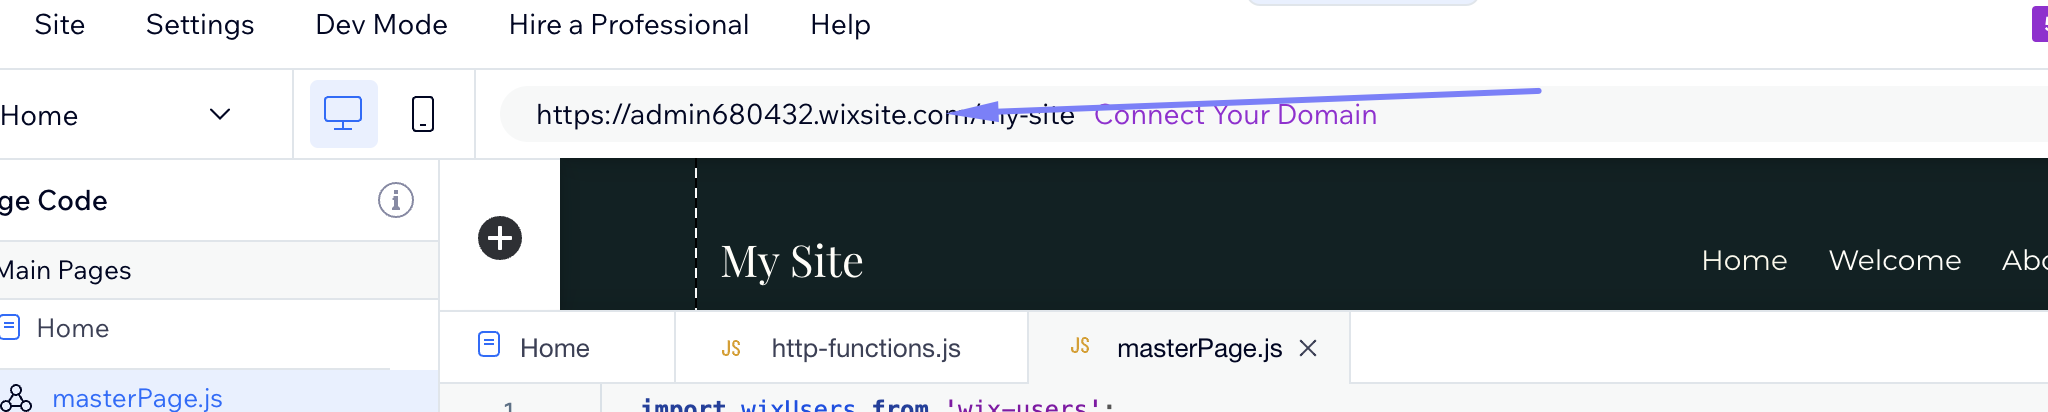 Site Settings Dev Mode Hire a Professional Help
Home https://admin680432.wixsite.com/my-site Connect Your Domain
ge Code
My Site Home Welcome Abo
Main Pages
Home
Home JS http-functions.js JS masterPage.js
masterPage.js
1 import wixUsers from 'wix-users';